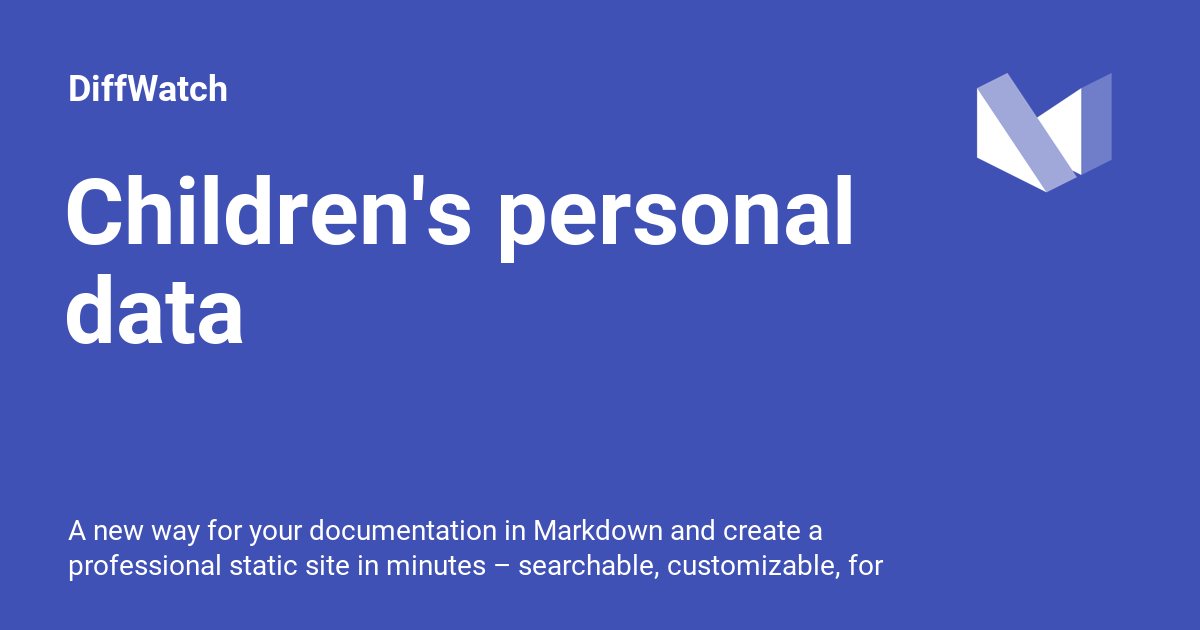 DiffWatch
Children's personal
data
A new way for your documentation in Markdown and create a
professional static site in minutes – searchable, customizable, for